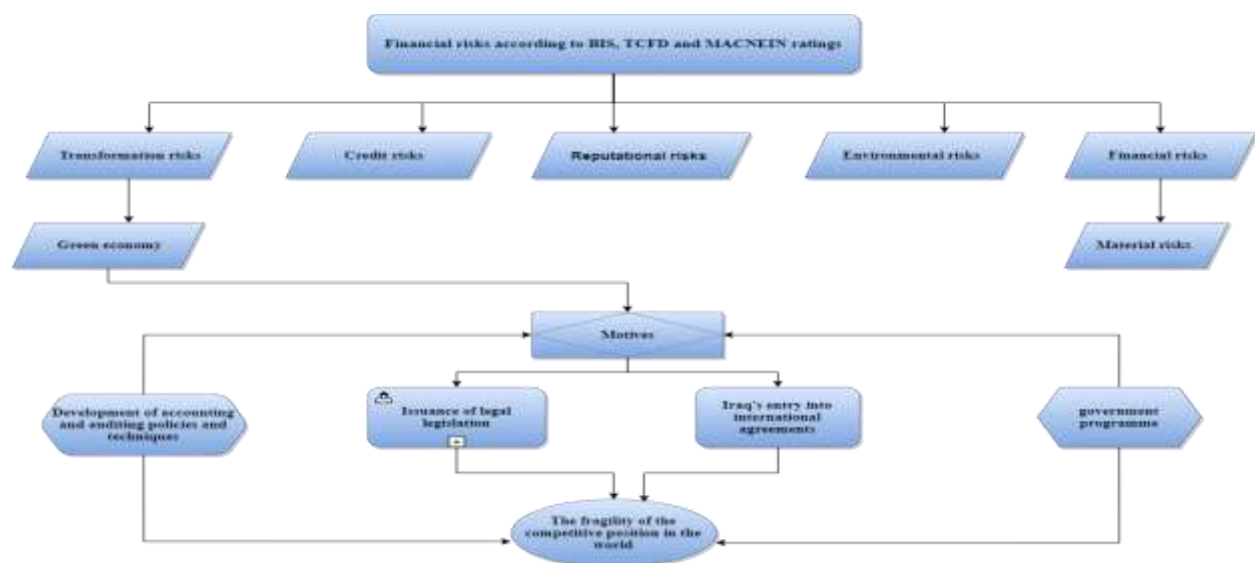 Financial risks according to BIS, TCFD and MACNEIN ratings
Transformation risks
Credit risks
Reputational risks
Environmental risks
Financial risks
Green economy
Material risks
Motives
Development of accounting
and auditing policies and
techniques
Issuance of legal
legislation
Iraq's entry into
international
agreements
government
programme
The fragility of the
competitive position in the
world